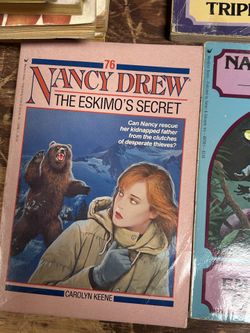 TRIPL
76
NANCY DREW
THE ESKIMO'S SECRET
Can Nancy rescue
her kidnapped father
from the clutches
of desperate thieves?
CAROLYN KEENE
NA